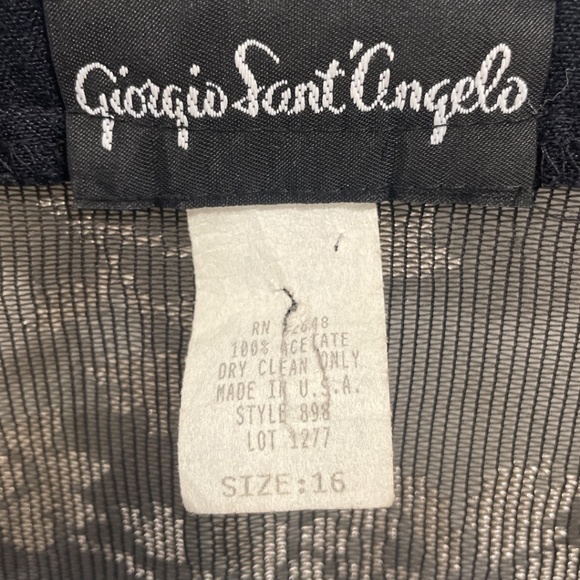 Giorgio Sant'Angelo
RN
100% ACETATE
DRY CLEAN ONLY
MADE IN U.S.A.
STYLE 898
LOT 1277
SIZE:16